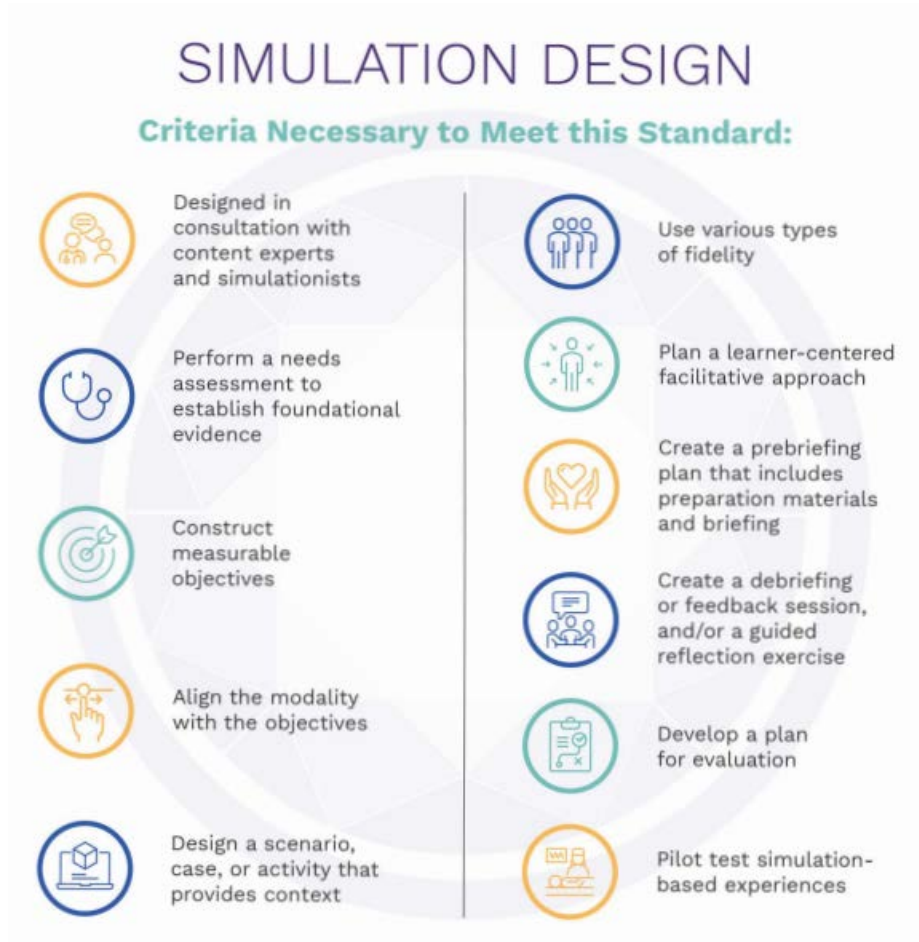 SIMULATION DESIGN
Criteria Necessary to Meet this Standard:
Designed in
consultation with
content experts
and simulationists
Perform a needs
assessment to
establish foundational
evidence
Construct
measurable
objectives
Align the modality
with the objectives
Design a scenario,
case, or activity that
provides context
Use various types
of fidelity
Plan a learner-centered
facilitative approach
Create a prebriefing
plan that includes
preparation materials
and briefing
Create a debriefing
or feedback session,
and/or a guided
reflection exercise
Develop a plan
for evaluation
Pilot test simulation-
based experiences